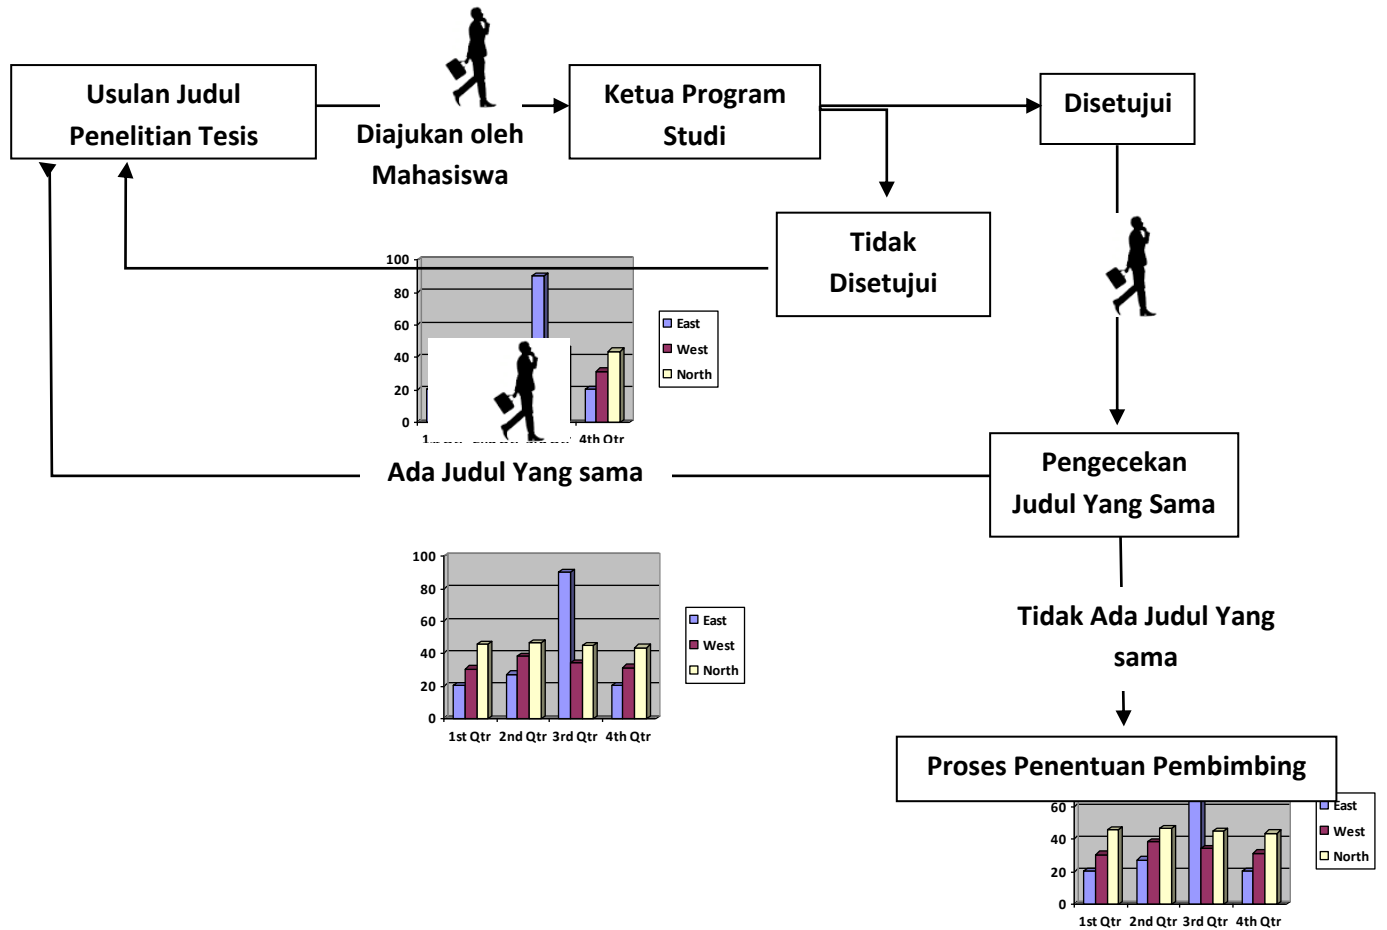 Usulan Judul
Penelitian Tesis
Diajukan oleh
Mahasiswa
Ketua Program
Studi
Disetujui
Tidak
Disetujui
100
80
60
40
20
0
4th Qtr
East
West
North
Ada Judul Yang sama
Pengecekan
Judul Yang Sama
100
80
60
40
20
0
1st Qtr 2nd Qtr 3rd Qtr 4th Qtr
East
West
North
Tidak Ada Judul Yang
sama
Proses Penentuan Pembimbing
60
40
20
0
1st Qtr 2nd Qtr 3rd Qtr 4th Qtr
East
West
North